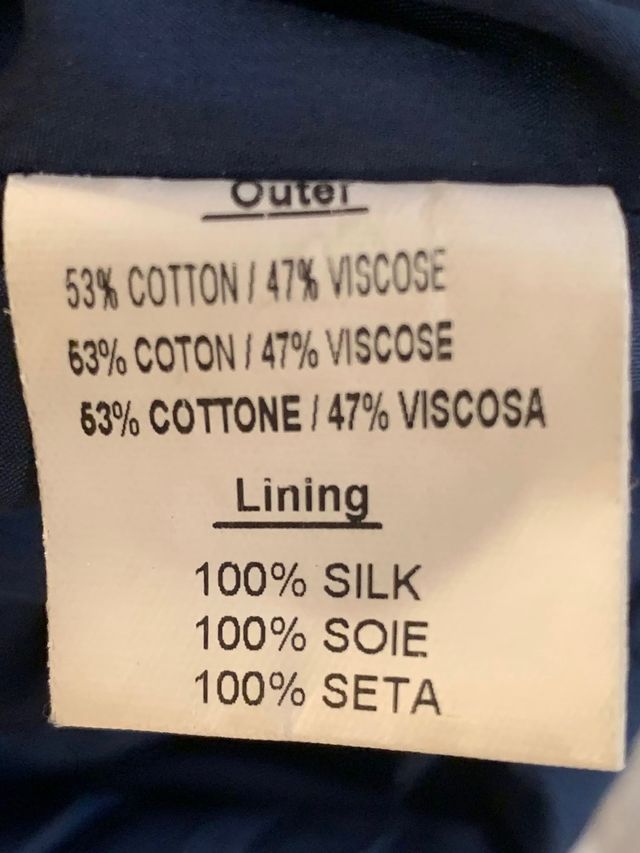 Outer
53% COTTON / 47% VISCOSE
53% COTON / 47% VISCOSE
53% COTTONE / 47% VISCOSA
Lining
100% SILK
100% SOIE
100% SETA